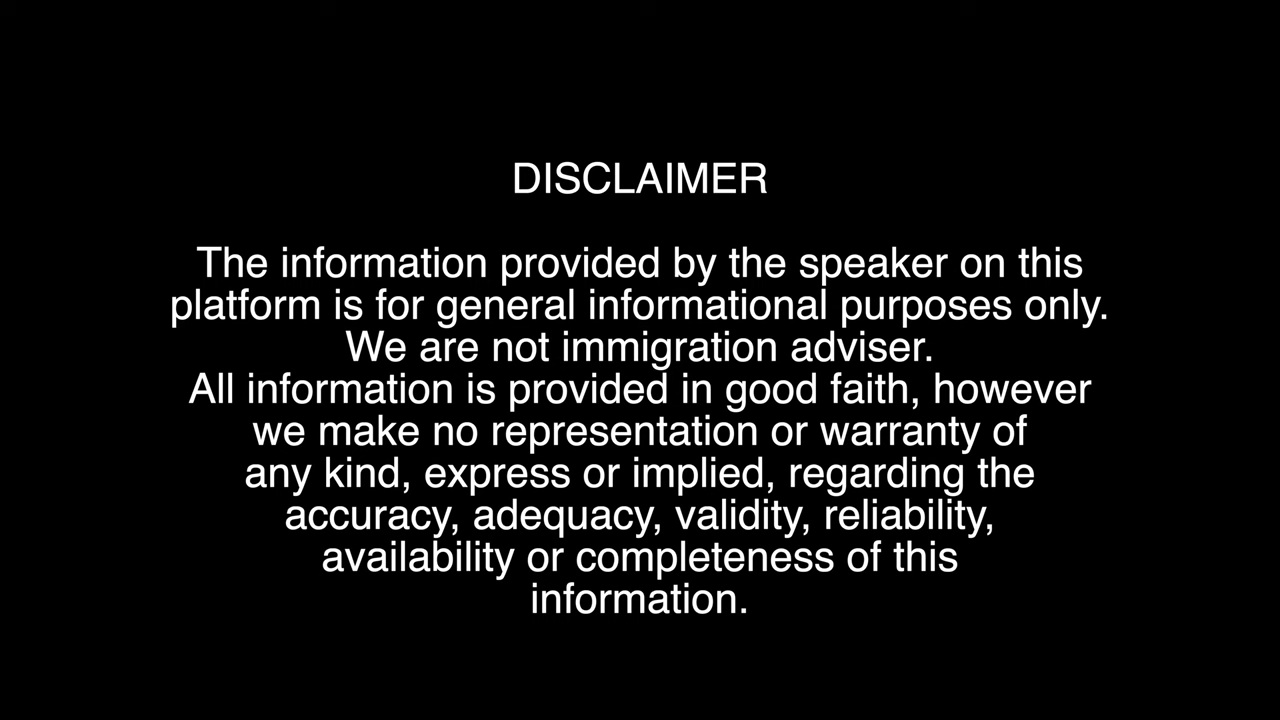 DISCLAIMER
The information provided by the speaker on this
platform is for general informational purposes only.
We are not immigration adviser.
All information is provided in good faith, however
we make no representation or warranty of
any kind, express or implied, regarding the
accuracy, adequacy, validity, reliability,
availability or completeness of this
information.